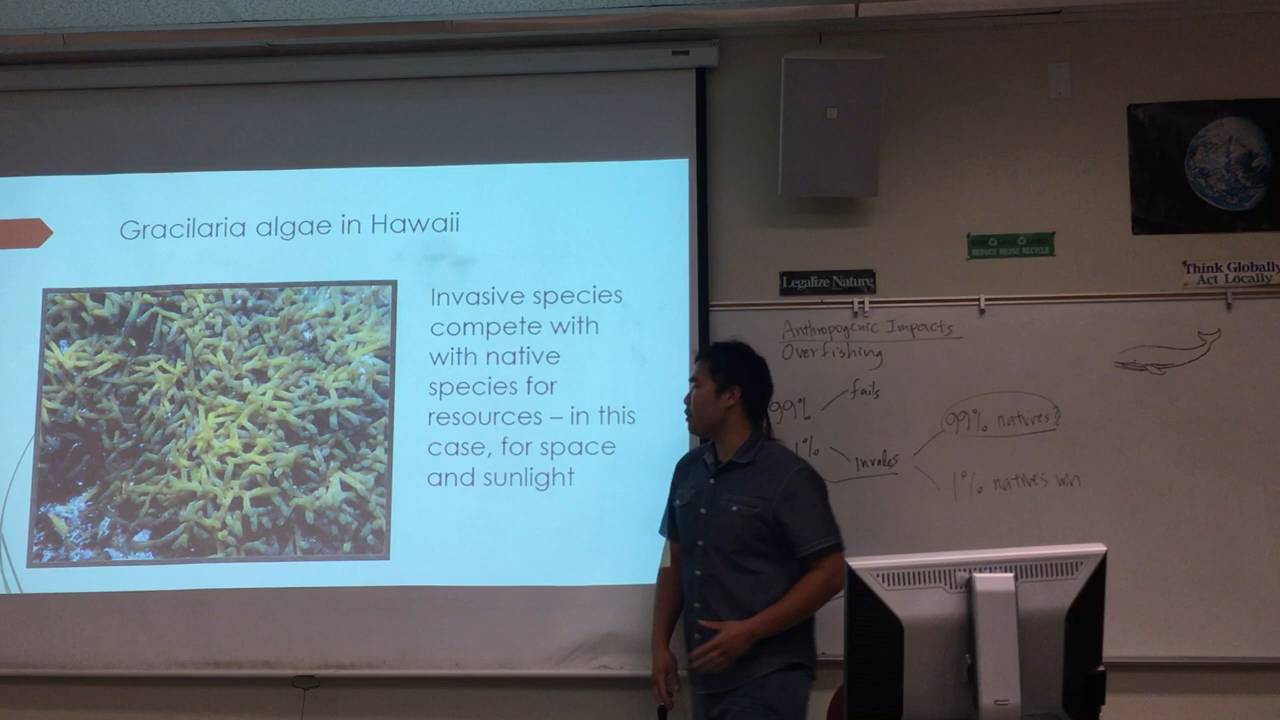 Gracilaria algae in Hawaii
Invasive species
compete with
with native
species for
resources – in this
case, for space
and sunlight
Legalize Nature
REDUCE REUSE RECYCLE
Think Globally
Act Locally
Anthropogenic Impacts
Overfishing
99%
fails
1%
Invades
99% natives?
1% natives